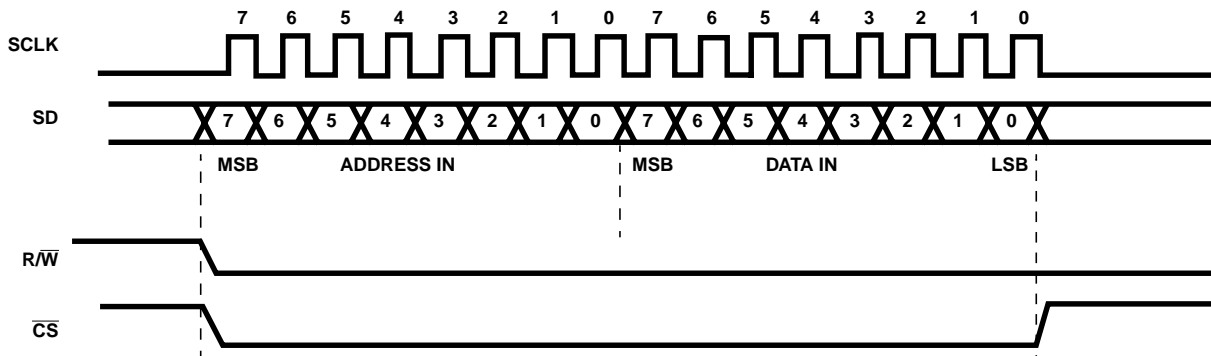 7 6 5 4 3 2 1 0 7 6 5 4 3 2 1 0
SCLK
SD 7 6 5 4 3 2 1 0 7 6 5 4 3 2 1 0
MSB ADDRESS IN MSB DATA IN LSB
R/W̅
C̅S̅